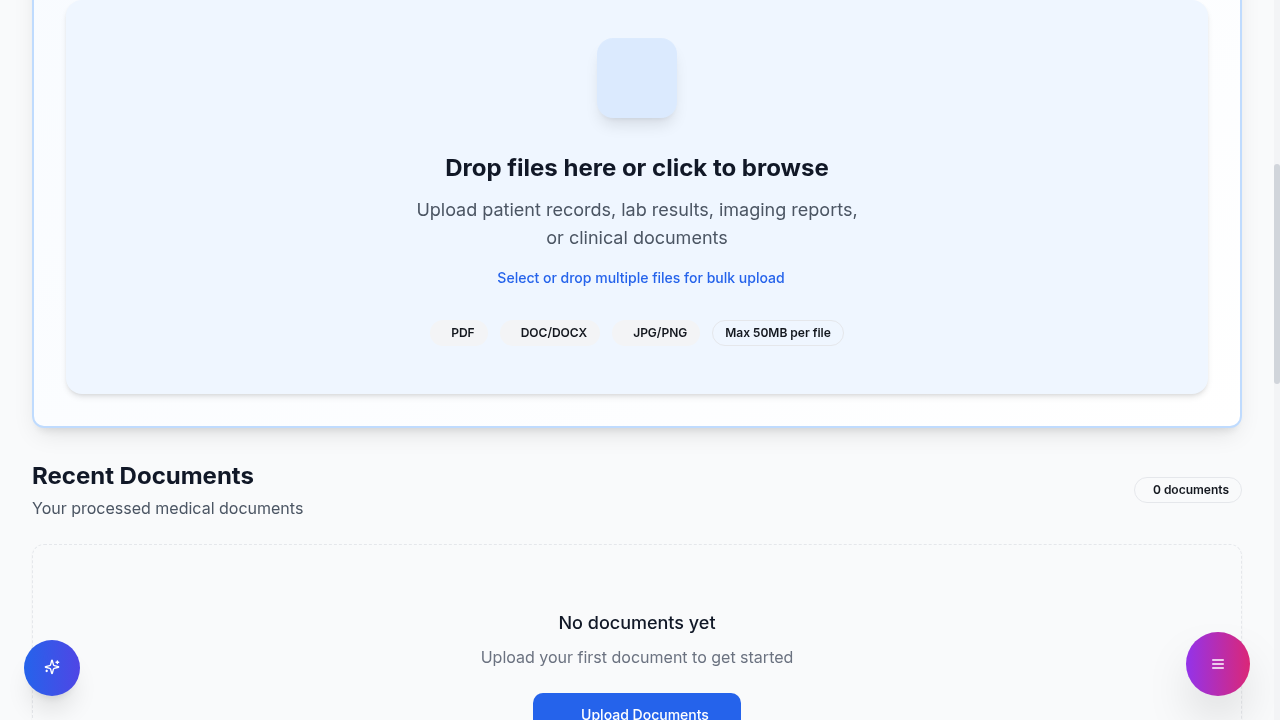 Drop files here or click to browse
Upload patient records, lab results, imaging reports,
or clinical documents
Select or drop multiple files for bulk upload
PDF
DOC/DOCX
JPG/PNG
Max 50MB per file
Recent Documents
Your processed medical documents
0 documents
No documents yet
Upload your first document to get started
Upload Documents